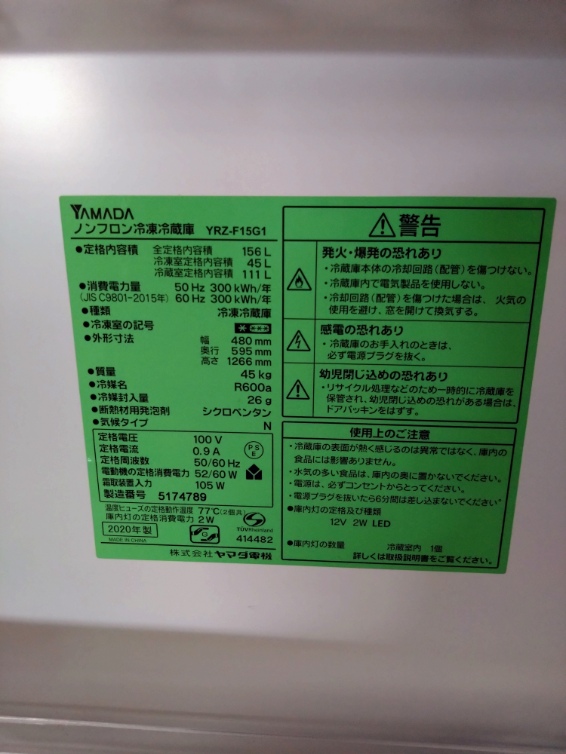 YAMADA
ノンフロン冷凍冷蔵庫 YRZ-F15G1
●定格内容積 全定格内容積 156 L
冷凍室定格内容積 45 L
冷蔵室定格内容積 111 L
●消費電力量 50 Hz 300 kWh/年
(JIS C9801-2015年) 60 Hz 300 kWh/年
●種類 冷凍冷蔵庫
●冷凍室の記号
●外形寸法 幅 480 mm
奥行 595 mm
高さ 1266 mm
●質量 45 kg
●冷媒名 R600a
●冷媒封入量 26 g
●断熱材用発泡剤 シクロペンタン
●気候タイプ N
定格電圧 100 V
定格電流 0.9 A
定格周波数 50/60 Hz
電動機の定格消費電力 52/60 W
霜取装置入力 105 W
製造番号 5174789
PSE
温度ヒューズの定格動作温度 77℃(2個共)
庫内灯の定格消費電力 2W
2020年製
MADE IN CHINA
414482
株式会社ヤマダ電機
警告
発火・爆発の恐れあり
・冷蔵庫本体の冷却回路(配管)を傷つけない。
・冷蔵庫内で電気製品を使用しない。
・冷却回路(配管)を傷つけた場合は、火気の
使用を避け、窓を開けて換気する。
感電の恐れあり
・冷蔵庫のお手入れのときは、
必ず電源プラグを抜く。
幼児閉じ込めの恐れあり
・リサイクル処理などのため一時的に冷蔵庫を
保管され、幼児閉じ込めの恐れがある場合は、
ドアパッキンをはずす。
使用上のご注意
・冷蔵庫の表面が熱く感じるのは異常ではなく、庫内の
食品には影響ありません。
・水気の多い食品は、庫内の奥に置かないでください。
・電源は、必ずコンセントからとってください。
・電源プラグを抜いたら6分間は差し込まないでください
●庫内灯の定格及び種類
12V 2W LED
●庫内灯の数量 冷蔵室内 1個
詳しくは取扱説明書をご覧ください。